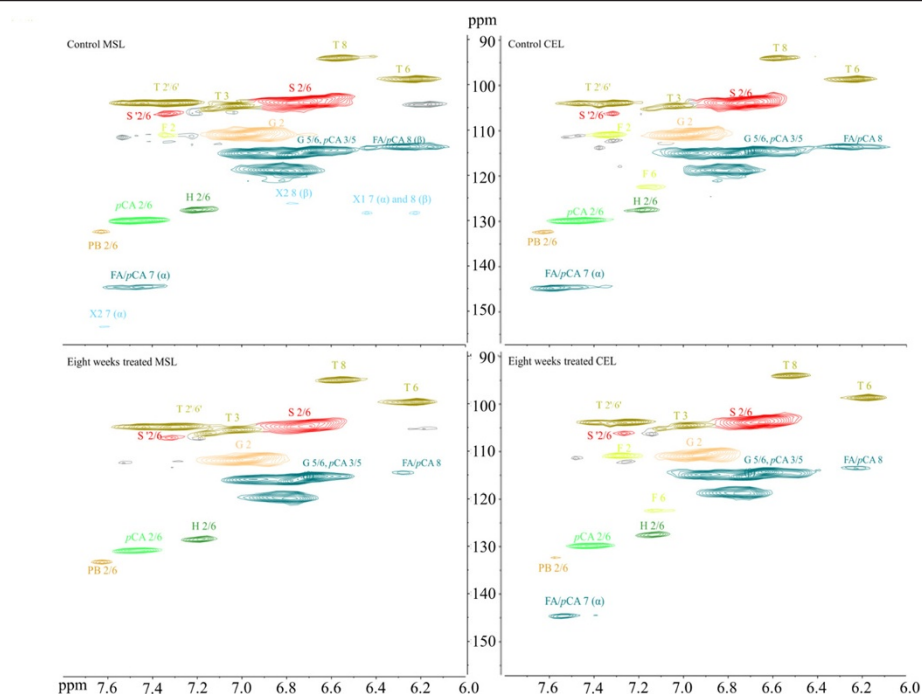 ppm
Control MSL
T 8
T 6
T 2'6'
T 3
S 2/6
S '2/6
F 2
G 2
G 5/6, pCA 3/5
FA/pCA 8 (β)
X2 8 (β)
X1 7 (α) and 8 (β)
pCA 2/6
H 2/6
PB 2/6
FA/pCA 7 (α)
X2 7 (α)
90
100
110
120
130
140
150
Control CEL
T 8
T 6
T 2'6'
T 3
S 2/6
S '2/6
F 2
G 2
G 5/6, pCA 3/5
FA/pCA 8
F 6
H 2/6
pCA 2/6
PB 2/6
FA/pCA 7 (α)
Eight weeks treated MSL
T 8
T 6
T 2'6'
T 3
S 2/6
S '2/6
G 2
G 5/6, pCA 3/5
FA/pCA 8
H 2/6
pCA 2/6
PB 2/6
90
100
110
120
130
140
150
Eight weeks treated CEL
T 8
T 6
T 2'6'
T 3
S 2/6
S '2/6
F 2
G 2
G 5/6, pCA 3/5
FA/pCA 8
F 6
H 2/6
pCA 2/6
PB 2/6
FA/pCA 7 (α)
ppm 7.6 7.4 7.2 7.0 6.8 6.6 6.4 6.2 6.0
7.6 7.4 7.2 7.0 6.8 6.6 6.4 6.2 6.0